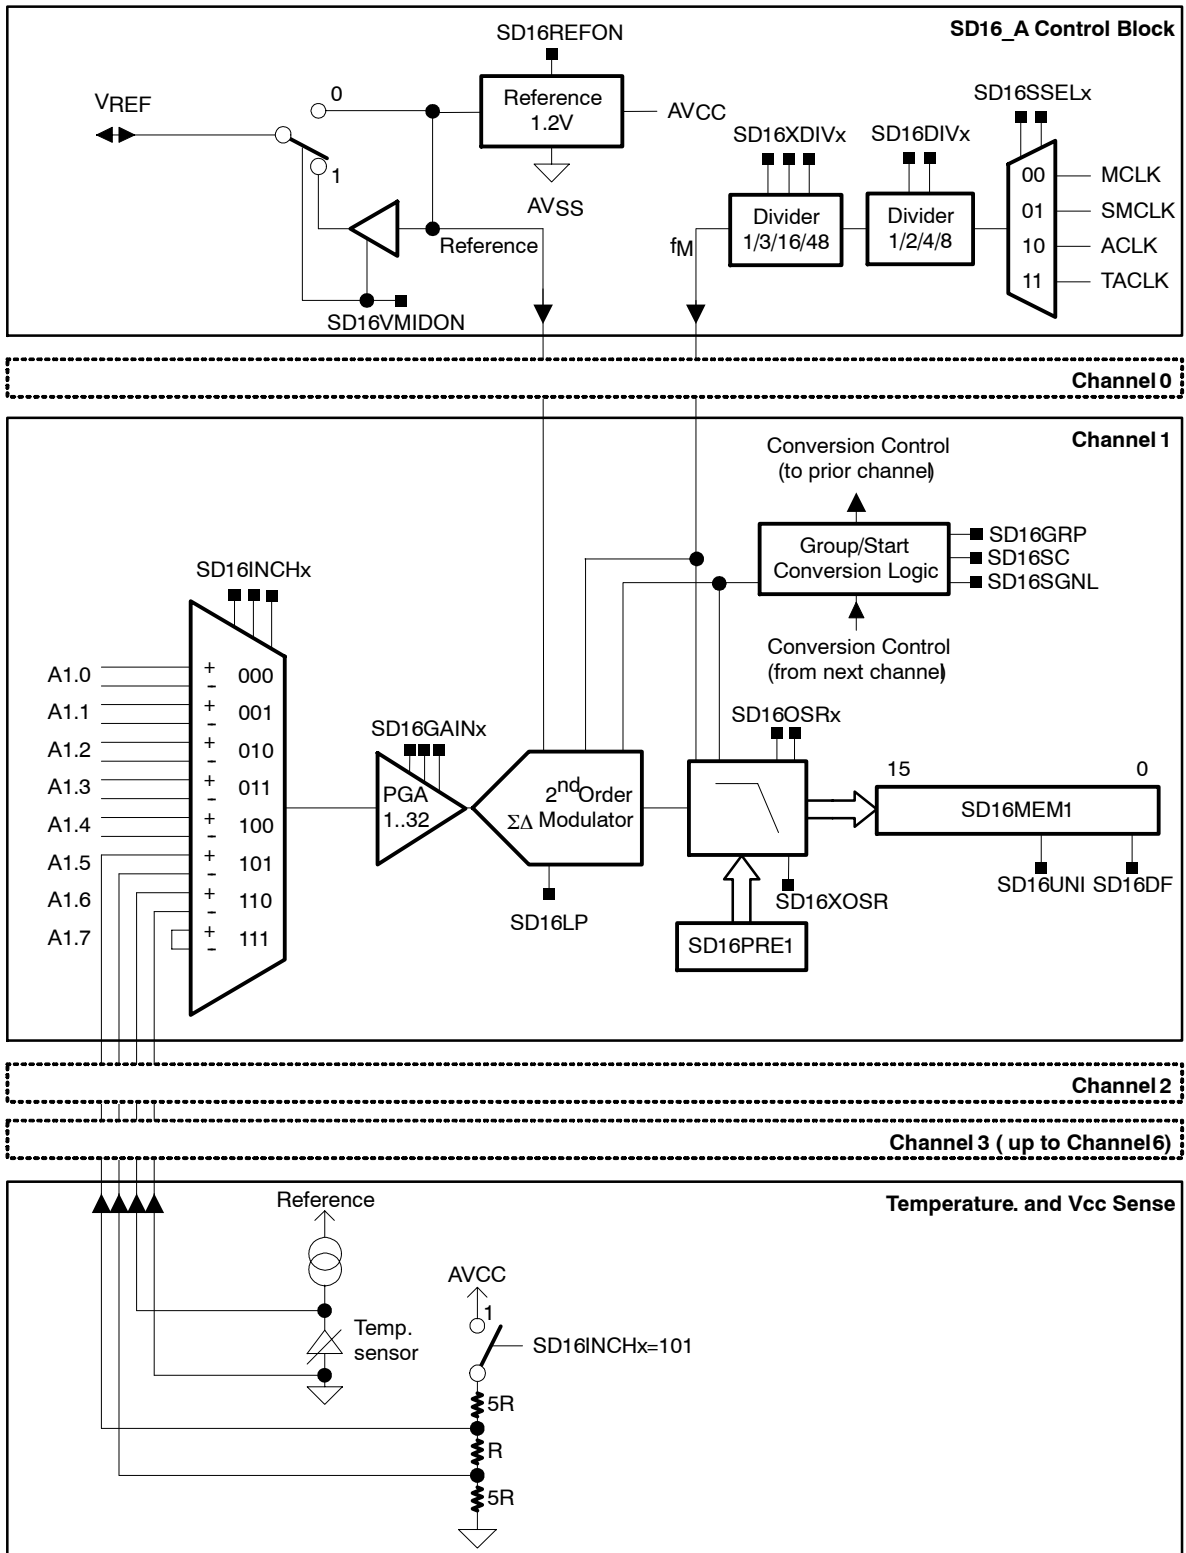 SD16_A Control Block
SD16REFON
VREF
0
1
Reference
1.2V
AVCC
AVSS
Reference
SD16VMIDON
SD16SSELx
SD16XDIVx
SD16DIVx
fM
Divider
1/3/16/48
Divider
1/2/4/8
00
MCLK
01
SMCLK
10
ACLK
11
TACLK
Channel 0
Channel 1
Conversion Control
(to prior channel)
Group/Start
Conversion Logic
SD16GRP
SD16SC
SD16SGNL
Conversion Control
(from next channel)
SD16INCHx
A1.0
+
-
000
A1.1
+
-
001
A1.2
+
-
010
A1.3
+
-
011
A1.4
+
-
100
A1.5
+
-
101
A1.6
+
-
110
A1.7
+
-
111
SD16GAINx
PGA
1..32
2nd Order
ΣΔ Modulator
SD16LP
SD16OSRx
SD16XOSR
SD16PRE1
15
0
SD16MEM1
SD16UNI
SD16DF
Channel 2
Channel 3 ( up to Channel 6)
Temperature. and Vcc Sense
Reference
Temp.
sensor
AVCC
1
SD16INCHx=101
5R
R
5R